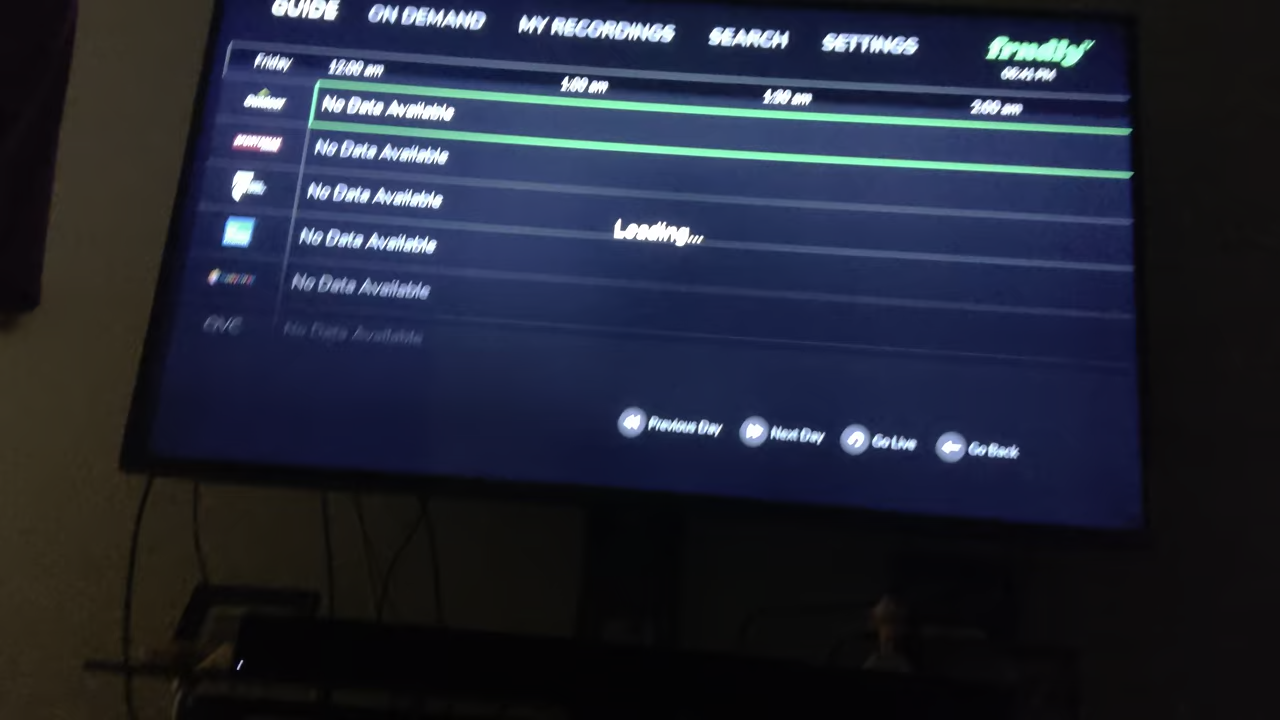 GUIDE ON DEMAND MY RECORDINGS SEARCH SETTINGS frndly
Friday 12:00 am 1:00 am 1:30 am 2:00 am
Outdoor No Data Available
No Data Available
No Data Available
No Data Available
Loading...
No Data Available
No Data Available
Previous Day Next Day Go Live Go Back